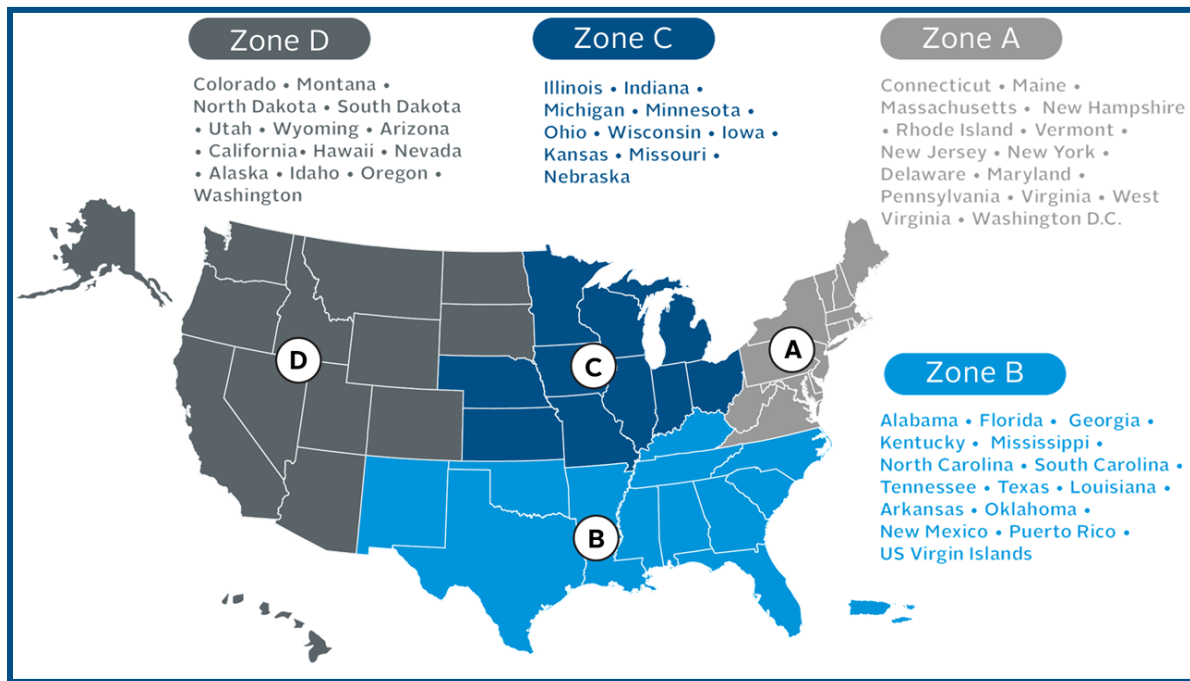 Zone D
Colorado • Montana •
North Dakota • South Dakota
• Utah • Wyoming • Arizona
• California• Hawaii • Nevada
• Alaska • Idaho • Oregon •
Washington
Zone C
Illinois • Indiana •
Michigan • Minnesota •
Ohio • Wisconsin • Iowa •
Kansas • Missouri •
Nebraska
Zone A
Connecticut • Maine •
Massachusetts • New Hampshire
• Rhode Island • Vermont •
New Jersey • New York •
Delaware • Maryland •
Pennsylvania • Virginia • West
Virginia • Washington D.C.
D
C
A
B
Zone B
Alabama • Florida • Georgia •
Kentucky • Mississippi •
North Carolina • South Carolina •
Tennessee • Texas • Louisiana •
Arkansas • Oklahoma •
New Mexico • Puerto Rico •
US Virgin Islands